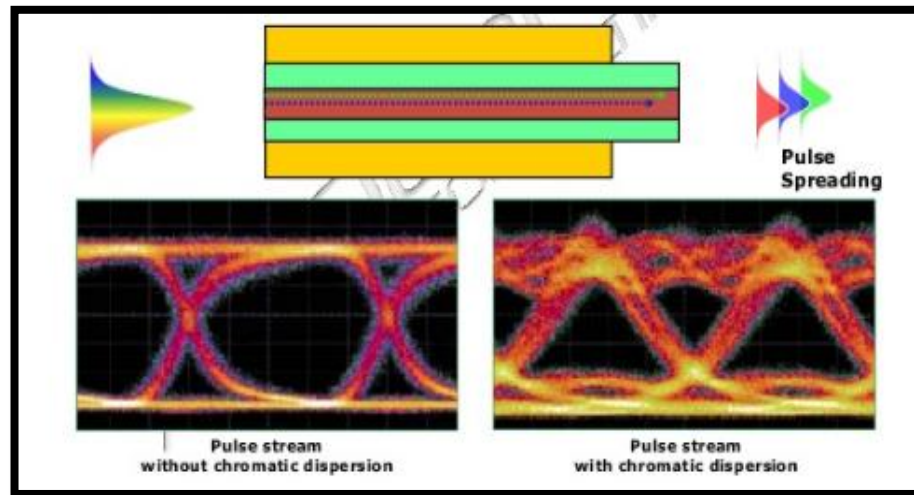 Pulse
Spreading
Pulse stream
without chromatic dispersion
Pulse stream
with chromatic dispersion